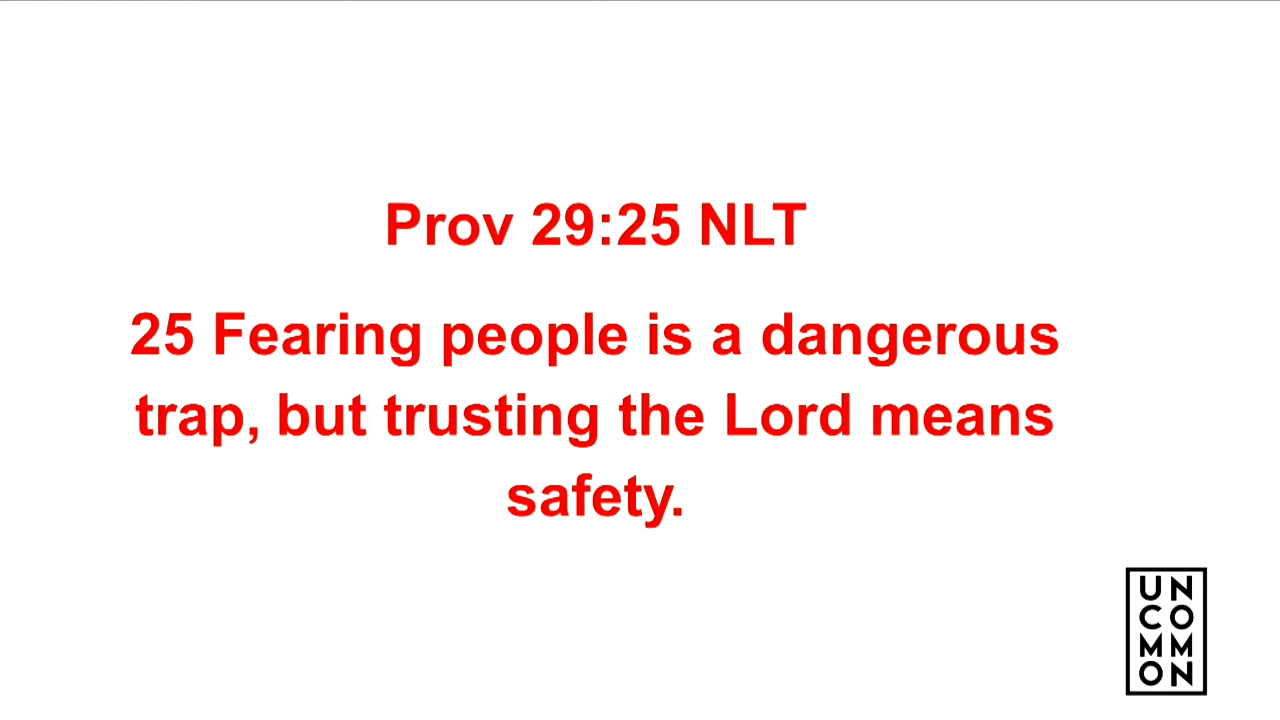 Prov 29:25 NLT
25 Fearing people is a dangerous
trap, but trusting the Lord means
safety.
UN
CO
MM
ON